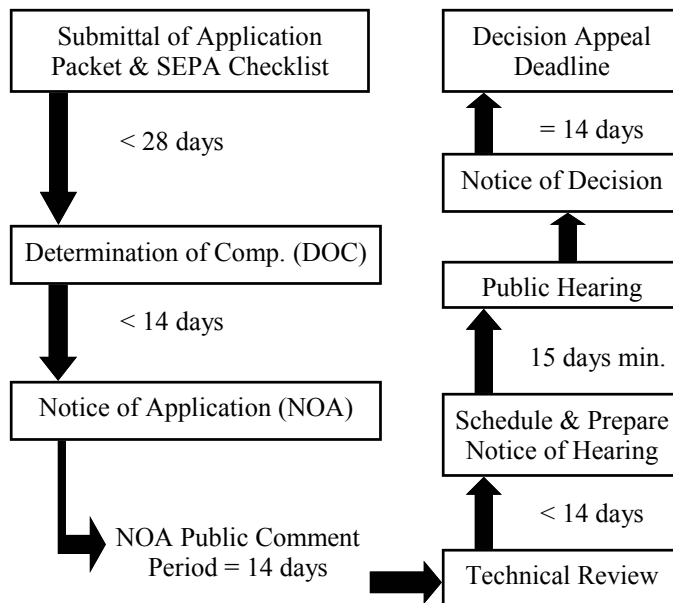 Submittal of Application
Packet & SEPA Checklist
< 28 days
Determination of Comp. (DOC)
< 14 days
Notice of Application (NOA)
NOA Public Comment
Period = 14 days
Technical Review
< 14 days
Schedule & Prepare
Notice of Hearing
15 days min.
Public Hearing
Notice of Decision
= 14 days
Decision Appeal
Deadline